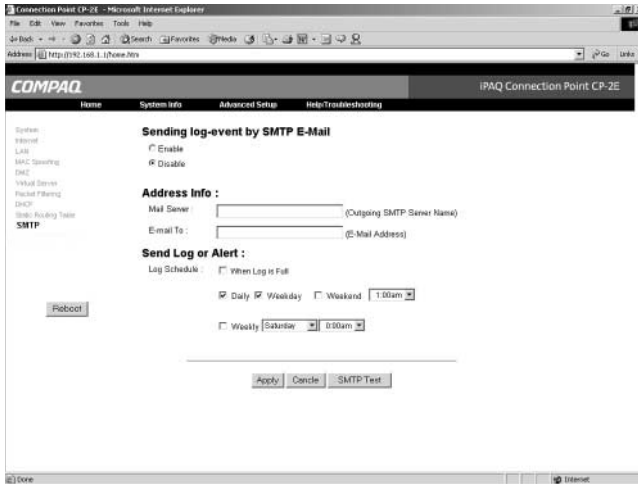 Connection Point CP-2E - Microsoft Internet Explorer
File Edit View Favorites Tools Help
Back Search Favorites Media
Address http://192.168.1.1/home.htm Go Links
COMPAQ iPAQ Connection Point CP-2E
Home System Info Advanced Setup Help/Troubleshooting
System
Internet
LAN
MAC Spoofing
DMZ
Virtual Server
Packet Filtering
DHCP
Static Routing Table
SMTP
Reboot
Sending log-event by SMTP E-Mail
Enable
Disable
Address Info :
Mail Server : (Outgoing SMTP Server Name)
E-mail To : (E-Mail Address)
Send Log or Alert :
Log Schedule : When Log is Full
Daily Weekday Weekend 1:00am
Weekly Saturday 0:00am
Apply Cancle SMTP Test
Done Internet